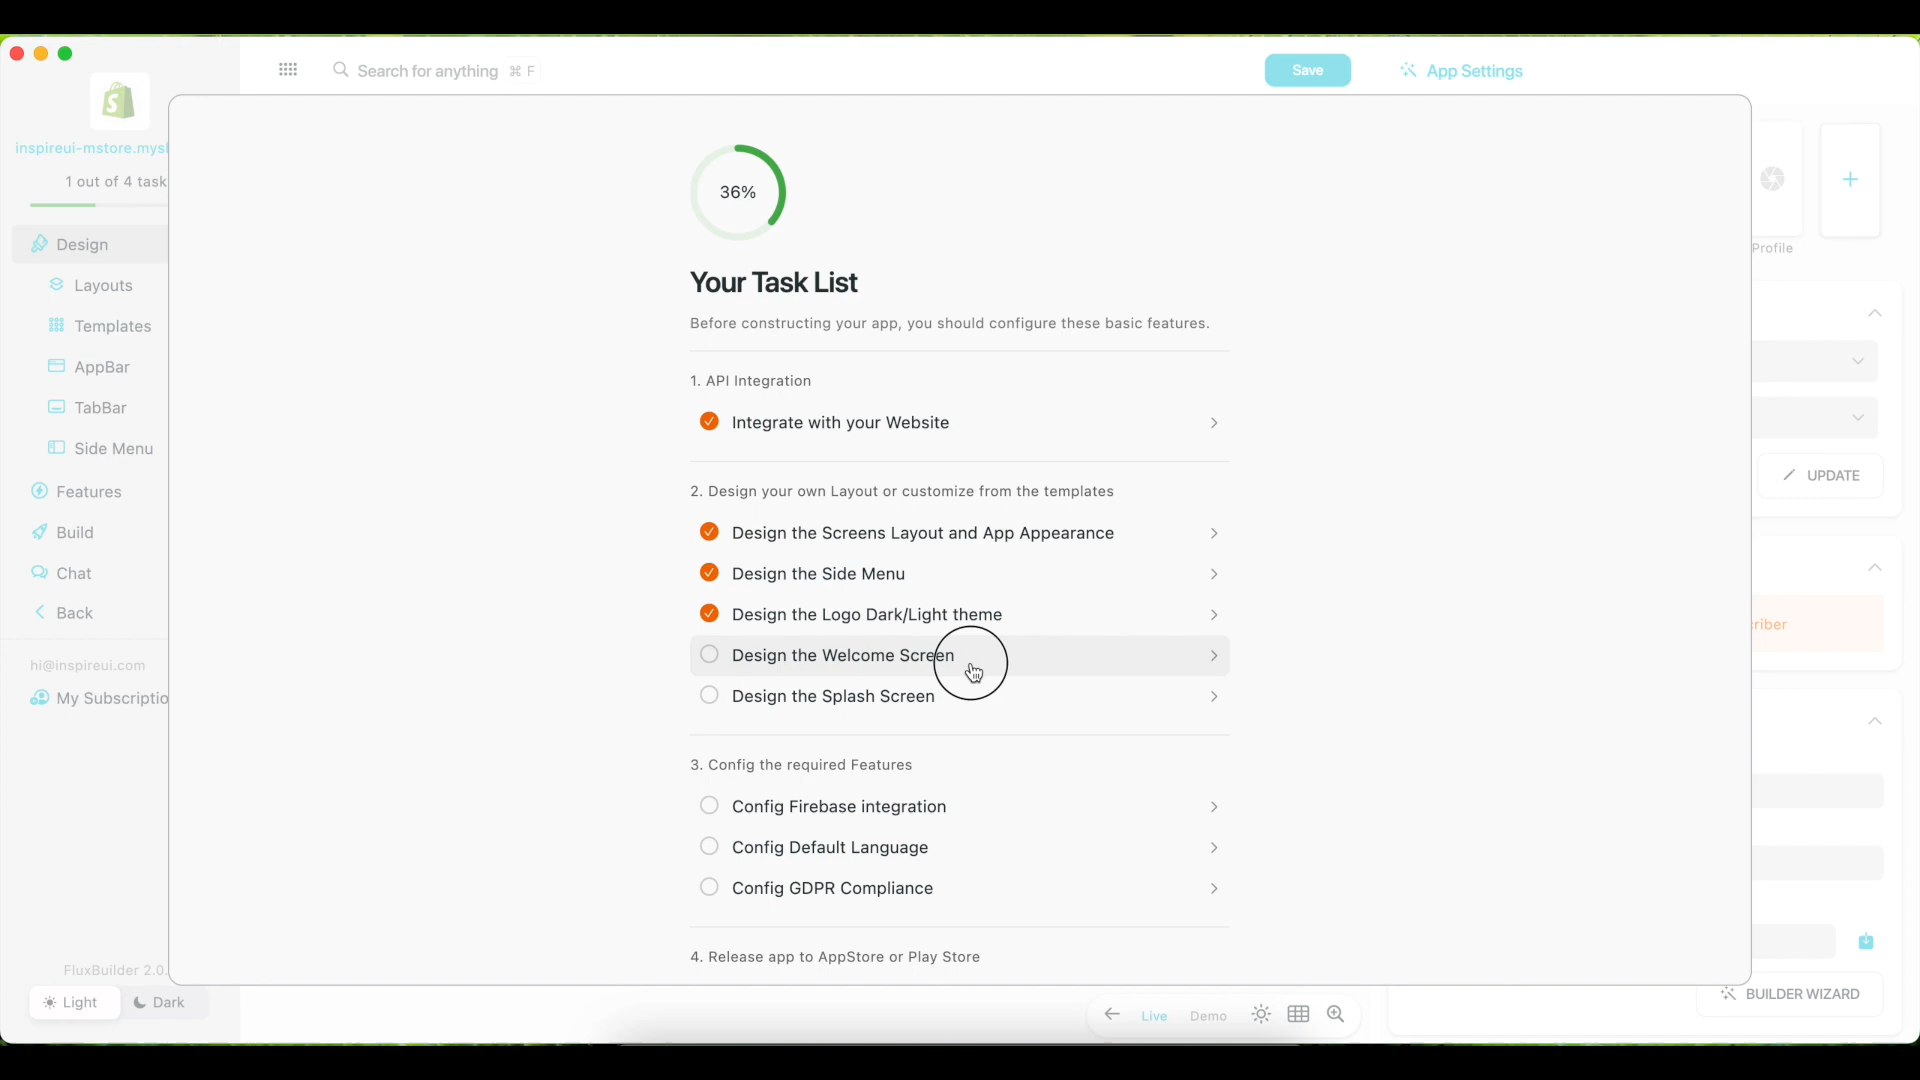 Search for anything ⌘ F
Save
App Settings
inspireui-mstore.mys
1 out of 4 task
Design
Layouts
Templates
AppBar
TabBar
Side Menu
Features
Build
Chat
Back
hi@inspireui.com
My Subscriptio
FluxBuilder 2.0.
Light
Dark
36%
Your Task List
Before constructing your app, you should configure these basic features.
1. API Integration
Integrate with your Website
2. Design your own Layout or customize from the templates
Design the Screens Layout and App Appearance
Design the Side Menu
Design the Logo Dark/Light theme
Design the Welcome Screen
Design the Splash Screen
3. Config the required Features
Config Firebase integration
Config Default Language
Config GDPR Compliance
4. Release app to AppStore or Play Store
Profile
UPDATE
criber
BUILDER WIZARD
Live
Demo